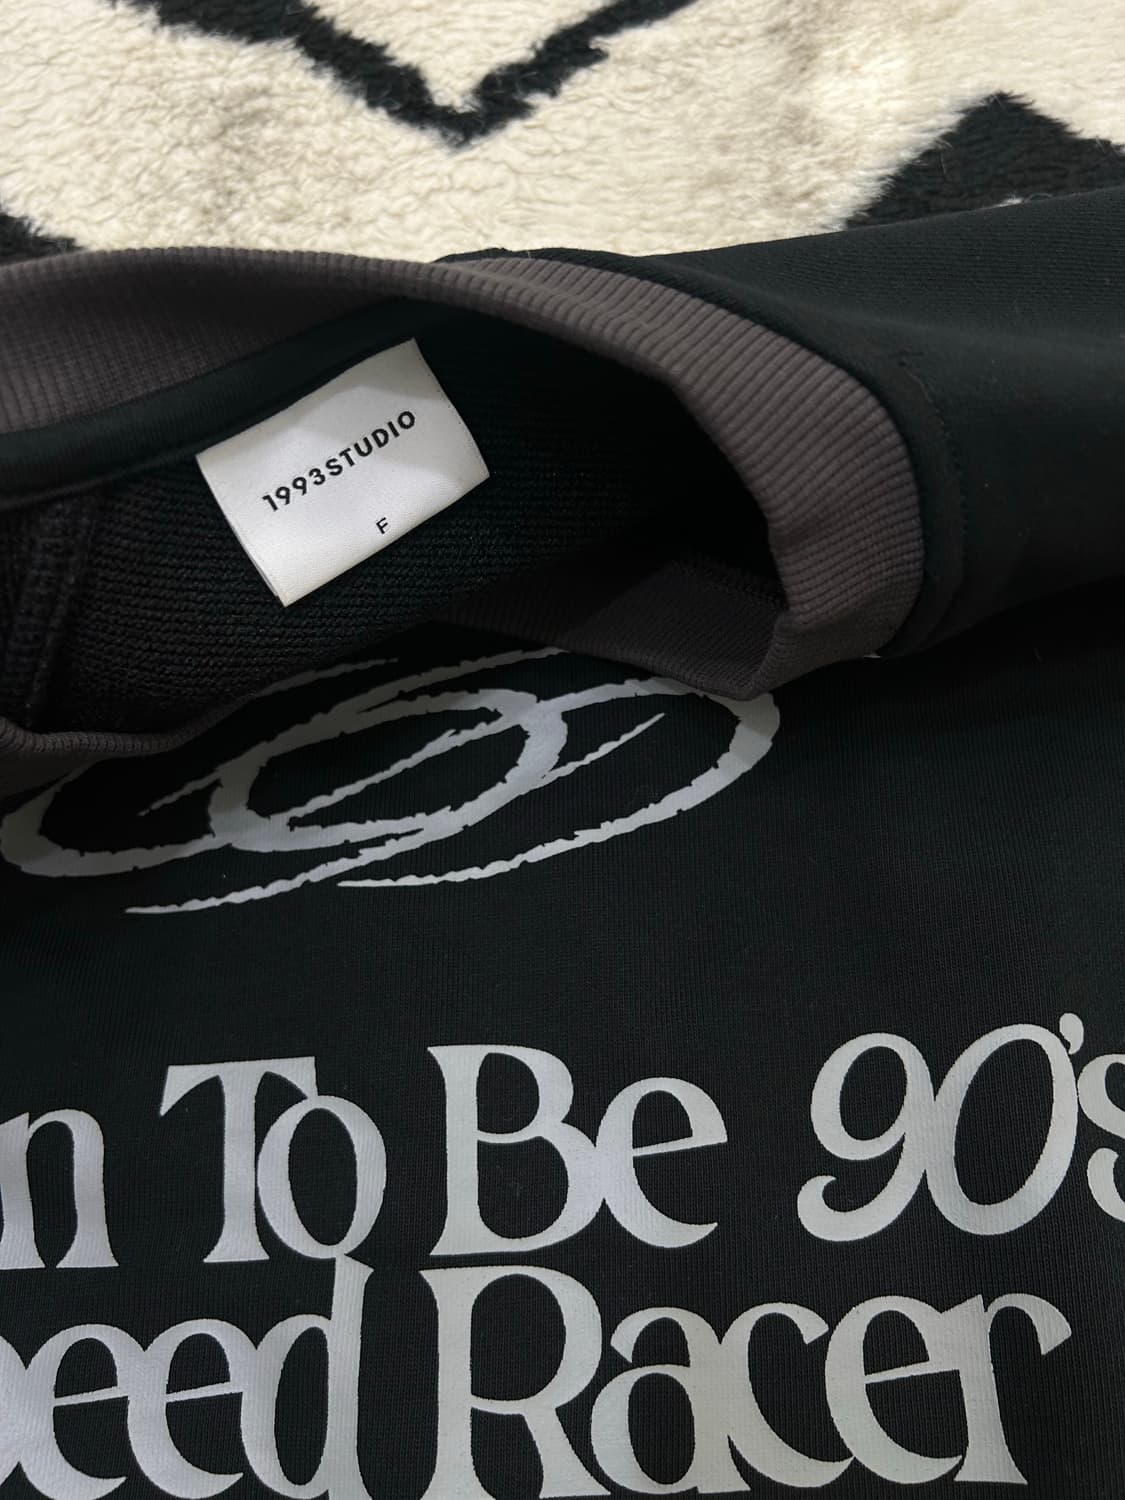 1993STUDIO
F
n To Be 90's
peed Racer